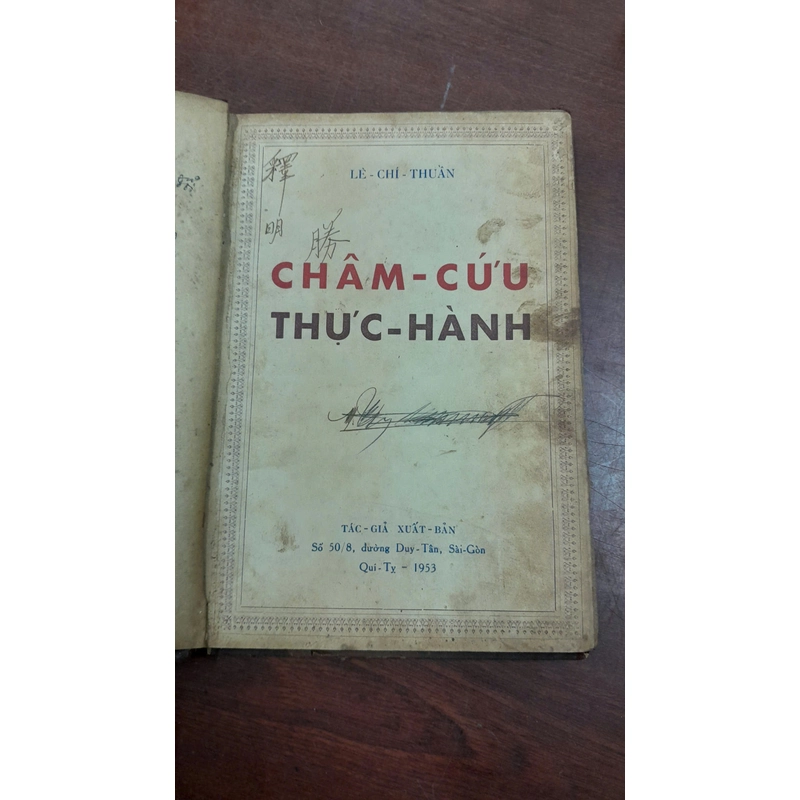 LÊ - CHÍ - THUẦN
釋
明
勝
CHÂM-CỨU
THỰC-HÀNH
TÁC - GIẢ XUẤT - BẢN
Số 50/8, đường Duy-Tân, Sài-Gòn
Quí-Tỵ - 1953